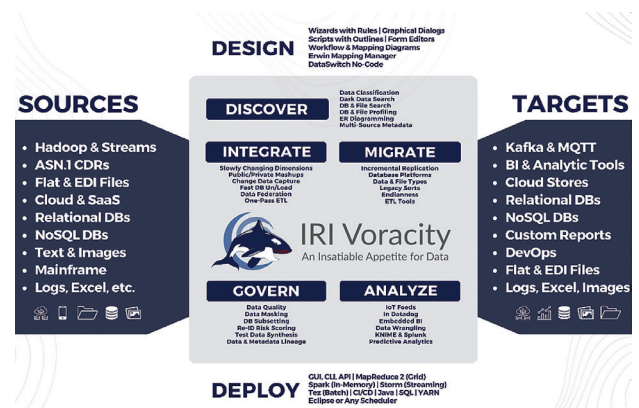 DESIGN
Wizards with Rules | Graphical Dialogs
Scripts with Outlines | Form Editors
Workflow & Mapping Diagrams
Erwin Mapping Manager
DataSwitch No-Code
SOURCES
• Hadoop & Streams
• ASN.1 CDRs
• Flat & EDI Files
• Cloud & SaaS
• Relational DBs
• NoSQL DBs
• Text & Images
• Mainframe
• Logs, Excel, etc.
DISCOVER
Data Classification
Dark Data Search
DB & File Search
DB & File Profiling
ER Diagramming
Multi-Source Metadata
INTEGRATE
Slowly Changing Dimensions
Public/Private Mashups
Change Data Capture
Fast DB Un/Load
Data Federation
One-Pass ETL
MIGRATE
Incremental Replication
Database Platforms
Data & File Types
Legacy Sorts
Endianness
ETL Tools
IRI Voracity
An Insatiable Appetite for Data
GOVERN
Data Quality
Data Masking
DB Subsetting
Re-ID Risk Scoring
Test Data Synthesis
Data & Metadata Lineage
ANALYZE
IoT Feeds
In Datadog
Embedded BI
Data Wrangling
KNIME & Splunk
Predictive Analytics
TARGETS
• Kafka & MQTT
• BI & Analytic Tools
• Cloud Stores
• Relational DBs
• NoSQL DBs
• Custom Reports
• DevOps
• Flat & EDI Files
• Logs, Excel, Images
DEPLOY
GUI, CLI, API | MapReduce 2 (Grid)
Spark (In-Memory) | Storm (Streaming)
Tez (Batch) | CI/CD | Java | SQL | YARN
Eclipse or Any Scheduler